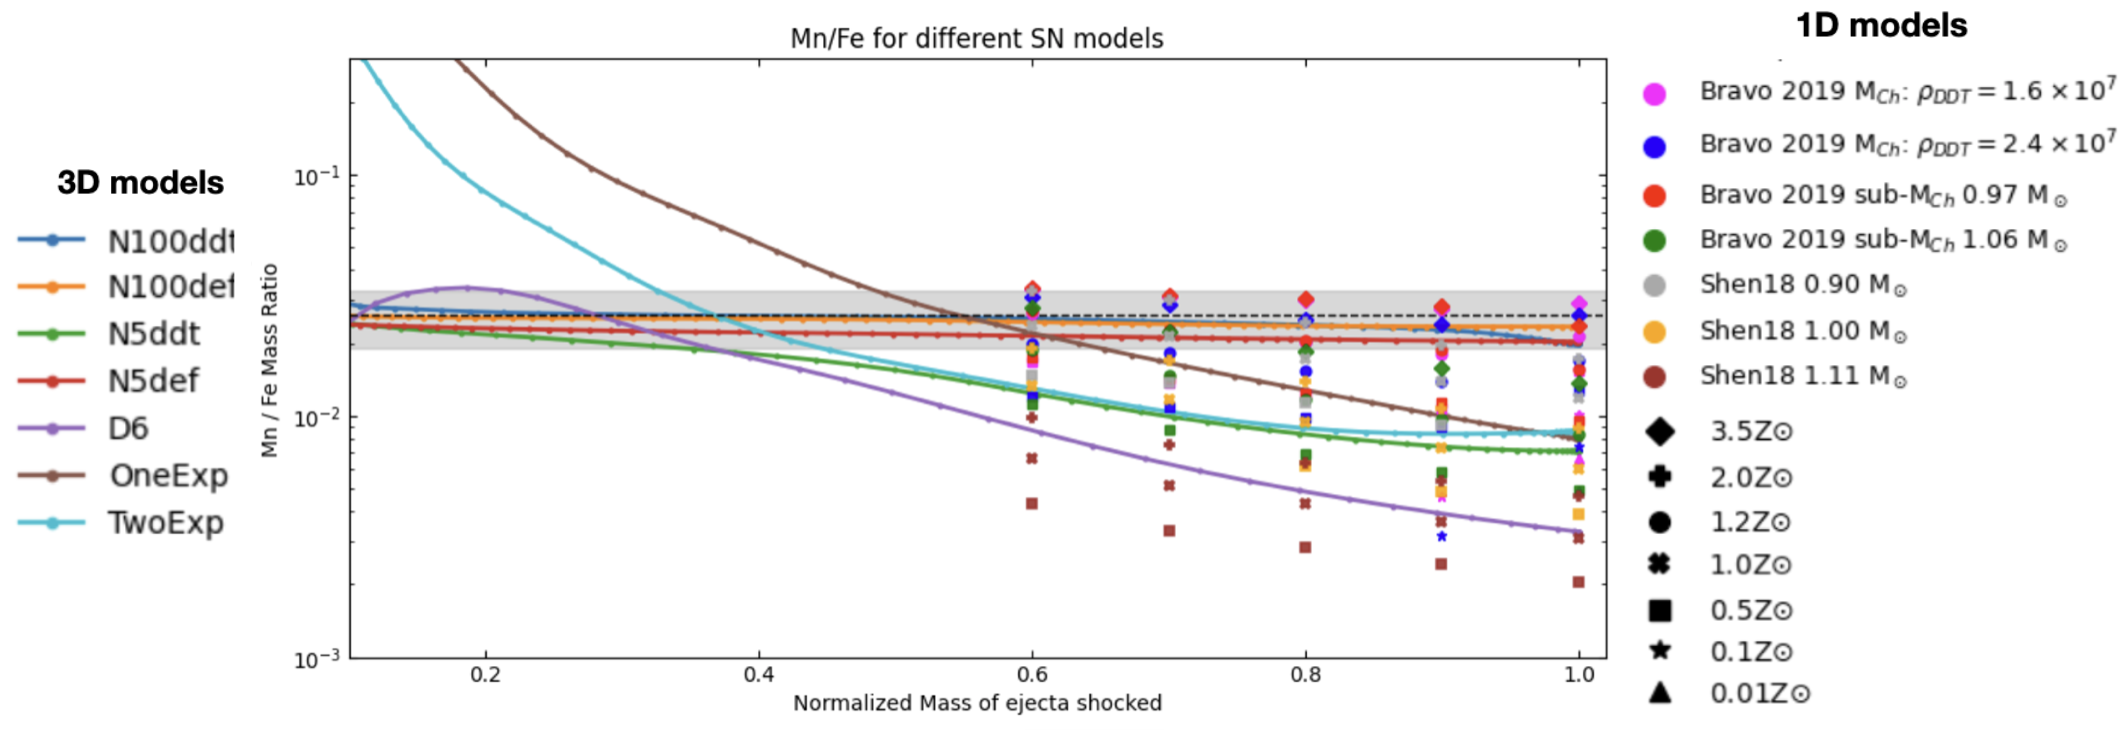 Mn/Fe for different SN models
3D models
N100ddt
N100def
N5ddt
N5def
D6
OneExp
TwoExp
Mn / Fe Mass Ratio
10⁻¹
10⁻²
10⁻³
0.2 0.4 0.6 0.8 1.0
Normalized Mass of ejecta shocked
1D models
Bravo 2019 M_Ch: ρ_DDT = 1.6 ×10⁷
Bravo 2019 M_Ch: ρ_DDT = 2.4 ×10⁷
Bravo 2019 sub-M_Ch 0.97 M⊙
Bravo 2019 sub-M_Ch 1.06 M⊙
Shen18 0.90 M⊙
Shen18 1.00 M⊙
Shen18 1.11 M⊙
3.5Z⊙
2.0Z⊙
1.2Z⊙
1.0Z⊙
0.5Z⊙
0.1Z⊙
0.01Z⊙